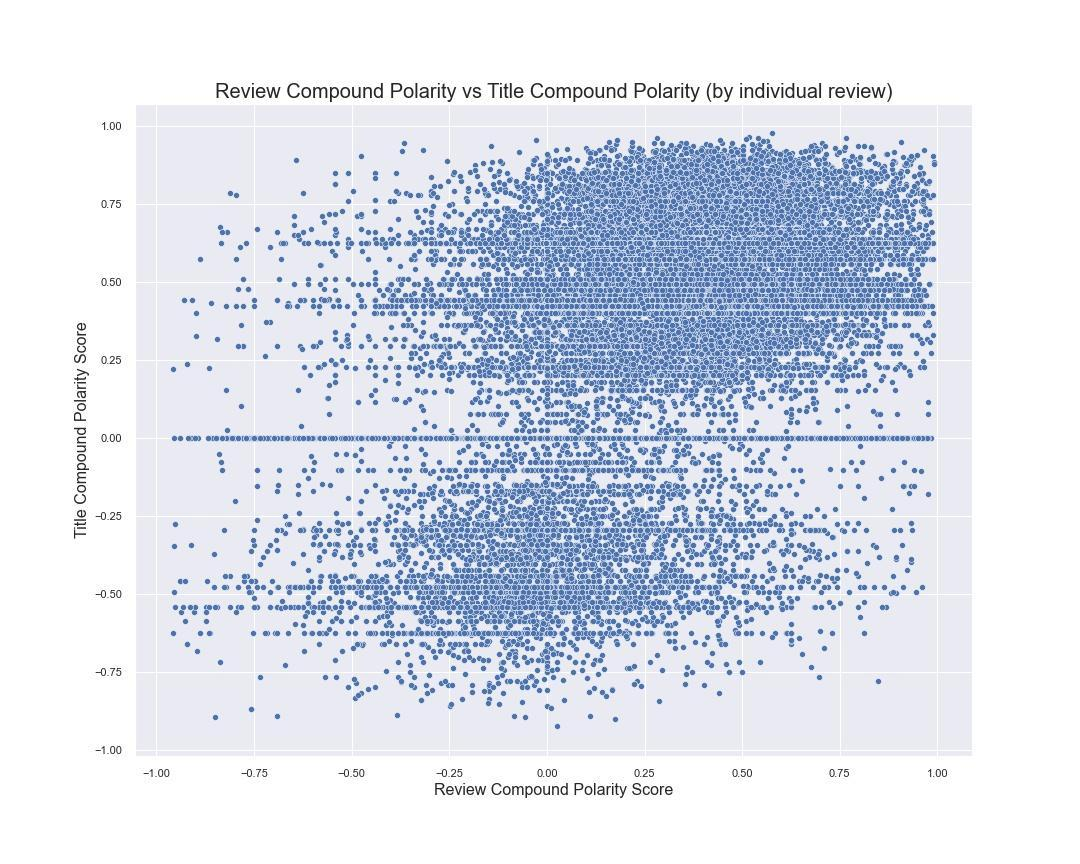 Review Compound Polarity vs Title Compound Polarity (by individual review)
1.00
0.75
0.50
0.25
0.00
−0.25
−0.50
−0.75
−1.00
Title Compound Polarity Score
−1.00 −0.75 −0.50 −0.25 0.00 0.25 0.50 0.75 1.00
Review Compound Polarity Score